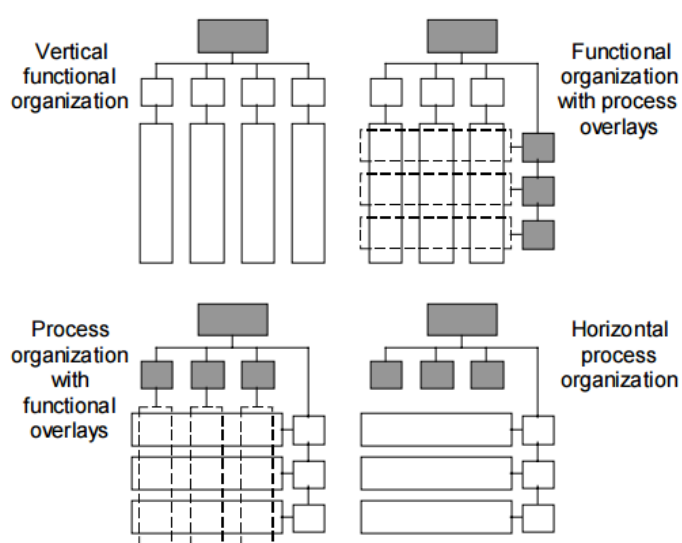 Vertical
functional
organization
Functional
organization
with process
overlays
Process
organization
with
functional
overlays
Horizontal
process
organization